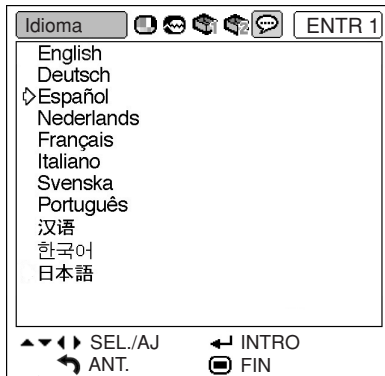 Idioma ENTR 1
English
Deutsch
Español
Nederlands
Français
Italiano
Svenska
Português
汉语
한국어
日本語
SEL./AJ INTRO
ANT. FIN